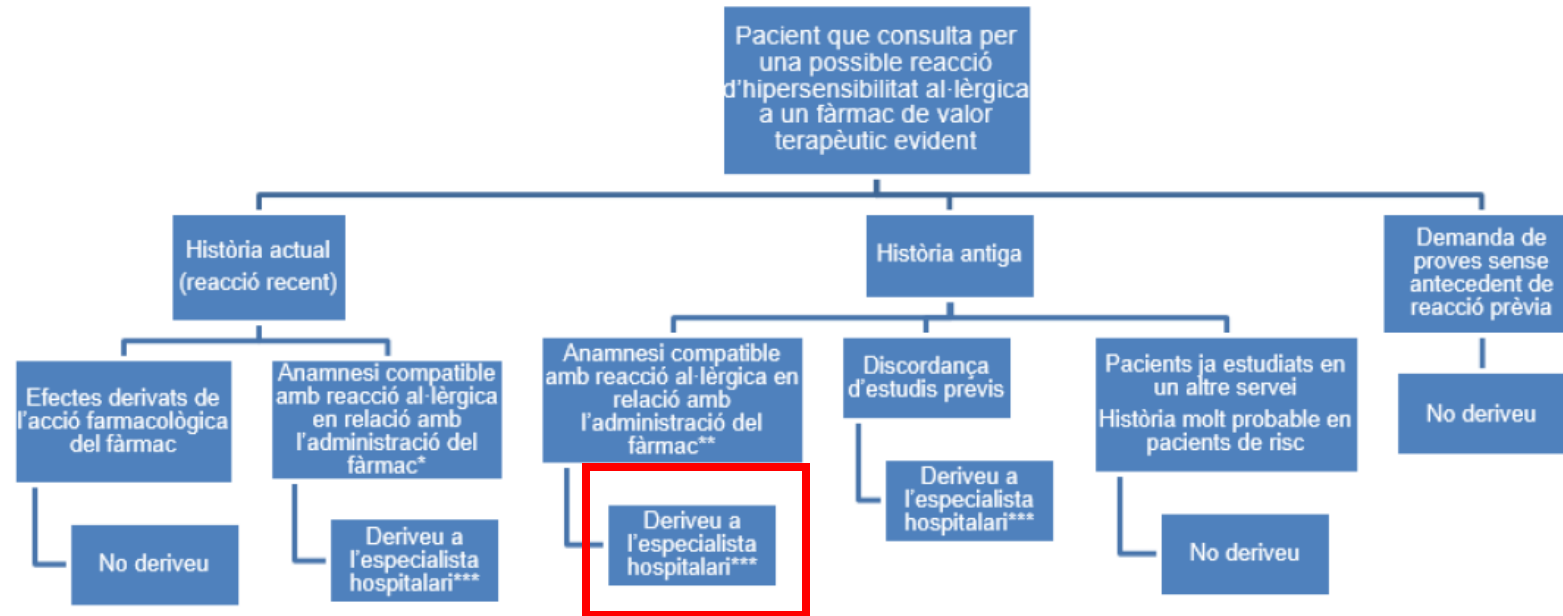 Pacient que consulta per
una possible reacció
d'hipersensibilitat al·lèrgica
a un fàrmac de valor
terapèutic evident
Història actual
(reacció recent)
Història antiga
Demanda de
proves sense
antecedent de
reacció prèvia
Efectes derivats de
l'acció farmacològica
del fàrmac
Anamnesi compatible
amb reacció al·lèrgica
en relació amb
l'administració del
fàrmac*
Anamnesi compatible
amb reacció al·lèrgica en
relació amb
l'administració del
fàrmac**
Discordança
d'estudis prèvis
Pacients ja estudiats en
un altre servei
Història molt probable en
pacients de risc
No deriveu
No deriveu
Deriveu a
l'especialista
hospitalari***
Deriveu a
l'especialista
hospitalari***
Deriveu a
l'especialista
hospitalari***
No deriveu